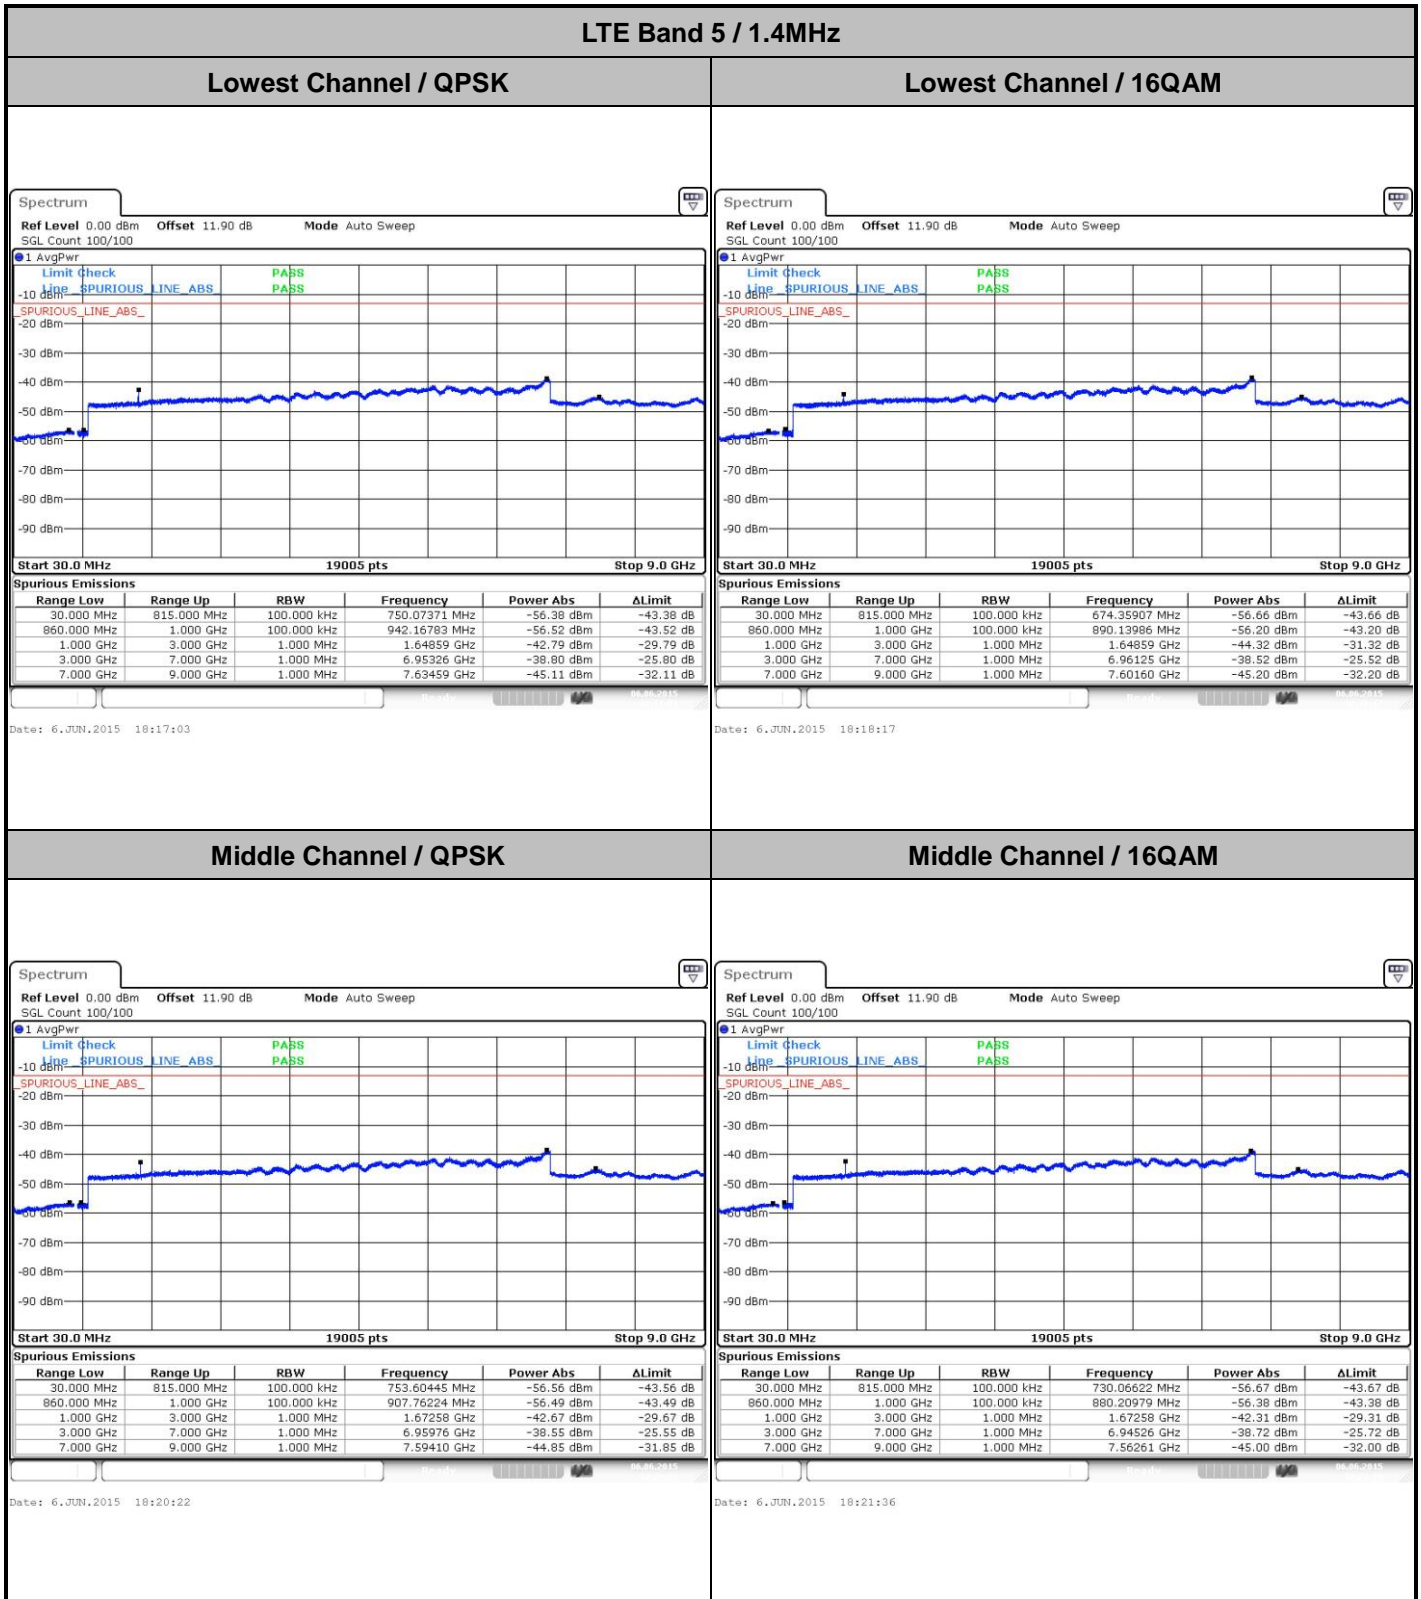 LTE Band 5 / 1.4MHz
Lowest Channel / QPSK
Lowest Channel / 16QAM
Spectrum
Ref Level 0.00 dBm Offset 11.90 dB Mode Auto Sweep
SGL Count 100/100
1 AvgPwr
Limit Check PASS
Line _SPURIOUS_LINE_ABS_ PASS
-10 dBm
_SPURIOUS_LINE_ABS_
-20 dBm
-30 dBm
-40 dBm
-50 dBm
-60 dBm
-70 dBm
-80 dBm
-90 dBm
Start 30.0 MHz 19005 pts Stop 9.0 GHz
Spurious Emissions
Range Low Range Up RBW Frequency Power Abs ΔLimit
30.000 MHz 815.000 MHz 100.000 kHz 750.07371 MHz -56.38 dBm -43.38 dB
860.000 MHz 1.000 GHz 100.000 kHz 942.16783 MHz -56.52 dBm -43.52 dB
1.000 GHz 3.000 GHz 1.000 MHz 1.64859 GHz -42.79 dBm -29.79 dB
3.000 GHz 7.000 GHz 1.000 MHz 6.95326 GHz -38.80 dBm -25.80 dB
7.000 GHz 9.000 GHz 1.000 MHz 7.63459 GHz -45.11 dBm -32.11 dB
Ready 06.06.2015
Date: 6.JUN.2015 18:17:03
Spectrum
Ref Level 0.00 dBm Offset 11.90 dB Mode Auto Sweep
SGL Count 100/100
1 AvgPwr
Limit Check PASS
Line _SPURIOUS_LINE_ABS_ PASS
-10 dBm
_SPURIOUS_LINE_ABS_
-20 dBm
-30 dBm
-40 dBm
-50 dBm
-60 dBm
-70 dBm
-80 dBm
-90 dBm
Start 30.0 MHz 19005 pts Stop 9.0 GHz
Spurious Emissions
Range Low Range Up RBW Frequency Power Abs ΔLimit
30.000 MHz 815.000 MHz 100.000 kHz 674.35907 MHz -56.66 dBm -43.66 dB
860.000 MHz 1.000 GHz 100.000 kHz 890.13986 MHz -56.20 dBm -43.20 dB
1.000 GHz 3.000 GHz 1.000 MHz 1.64859 GHz -44.32 dBm -31.32 dB
3.000 GHz 7.000 GHz 1.000 MHz 6.96125 GHz -38.52 dBm -25.52 dB
7.000 GHz 9.000 GHz 1.000 MHz 7.60160 GHz -45.20 dBm -32.20 dB
Ready 06.06.2015
Date: 6.JUN.2015 18:18:17
Middle Channel / QPSK
Middle Channel / 16QAM
Spectrum
Ref Level 0.00 dBm Offset 11.90 dB Mode Auto Sweep
SGL Count 100/100
1 AvgPwr
Limit Check PASS
Line _SPURIOUS_LINE_ABS_ PASS
-10 dBm
_SPURIOUS_LINE_ABS_
-20 dBm
-30 dBm
-40 dBm
-50 dBm
-60 dBm
-70 dBm
-80 dBm
-90 dBm
Start 30.0 MHz 19005 pts Stop 9.0 GHz
Spurious Emissions
Range Low Range Up RBW Frequency Power Abs ΔLimit
30.000 MHz 815.000 MHz 100.000 kHz 753.60445 MHz -56.56 dBm -43.56 dB
860.000 MHz 1.000 GHz 100.000 kHz 907.76224 MHz -56.49 dBm -43.49 dB
1.000 GHz 3.000 GHz 1.000 MHz 1.67258 GHz -42.67 dBm -29.67 dB
3.000 GHz 7.000 GHz 1.000 MHz 6.95976 GHz -38.55 dBm -25.55 dB
7.000 GHz 9.000 GHz 1.000 MHz 7.59410 GHz -44.85 dBm -31.85 dB
Ready 06.06.2015
Date: 6.JUN.2015 18:20:22
Spectrum
Ref Level 0.00 dBm Offset 11.90 dB Mode Auto Sweep
SGL Count 100/100
1 AvgPwr
Limit Check PASS
Line _SPURIOUS_LINE_ABS_ PASS
-10 dBm
_SPURIOUS_LINE_ABS_
-20 dBm
-30 dBm
-40 dBm
-50 dBm
-60 dBm
-70 dBm
-80 dBm
-90 dBm
Start 30.0 MHz 19005 pts Stop 9.0 GHz
Spurious Emissions
Range Low Range Up RBW Frequency Power Abs ΔLimit
30.000 MHz 815.000 MHz 100.000 kHz 730.06622 MHz -56.67 dBm -43.67 dB
860.000 MHz 1.000 GHz 100.000 kHz 880.20979 MHz -56.38 dBm -43.38 dB
1.000 GHz 3.000 GHz 1.000 MHz 1.67258 GHz -42.31 dBm -29.31 dB
3.000 GHz 7.000 GHz 1.000 MHz 6.94526 GHz -38.72 dBm -25.72 dB
7.000 GHz 9.000 GHz 1.000 MHz 7.56261 GHz -45.00 dBm -32.00 dB
Ready 06.06.2015
Date: 6.JUN.2015 18:21:36